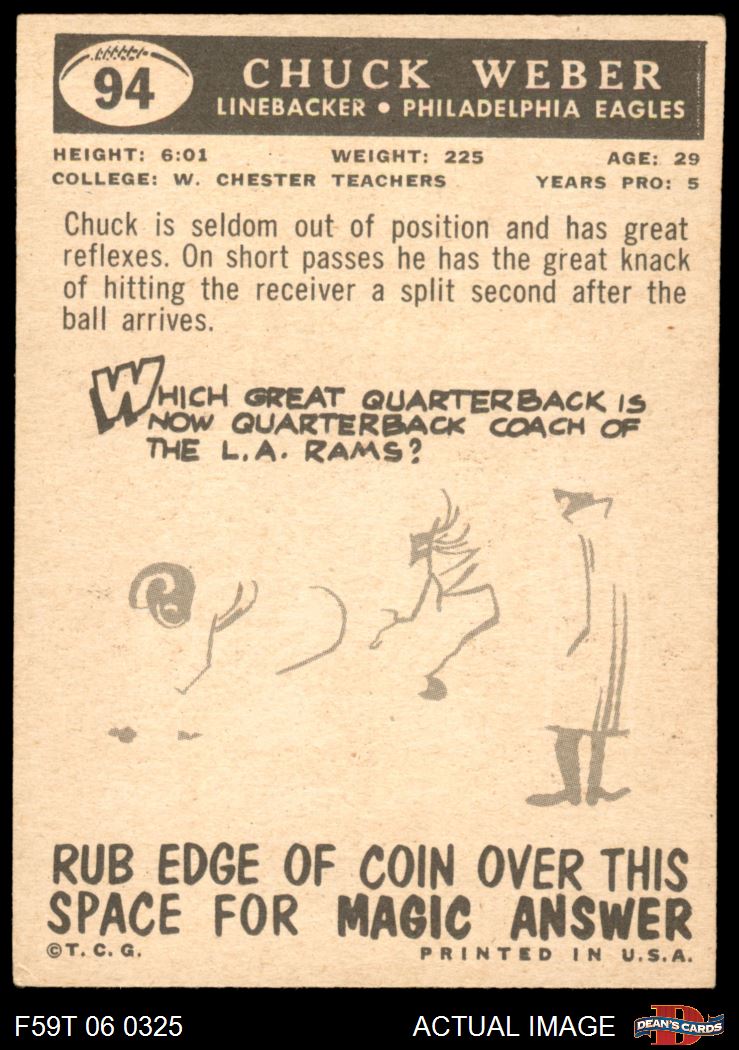 94
CHUCK WEBER
LINEBACKER • PHILADELPHIA EAGLES
HEIGHT: 6:01 WEIGHT: 225 AGE: 29
COLLEGE: W. CHESTER TEACHERS YEARS PRO: 5
Chuck is seldom out of position and has great
reflexes. On short passes he has the great knack
of hitting the receiver a split second after the
ball arrives.
WHICH GREAT QUARTERBACK IS
NOW QUARTERBACK COACH OF
THE L.A. RAMS?
RUB EDGE OF COIN OVER THIS
SPACE FOR MAGIC ANSWER
©T. C. G. PRINTED IN U.S.A.
F59T 06 0325 ACTUAL IMAGE D DEAN'S CARDS